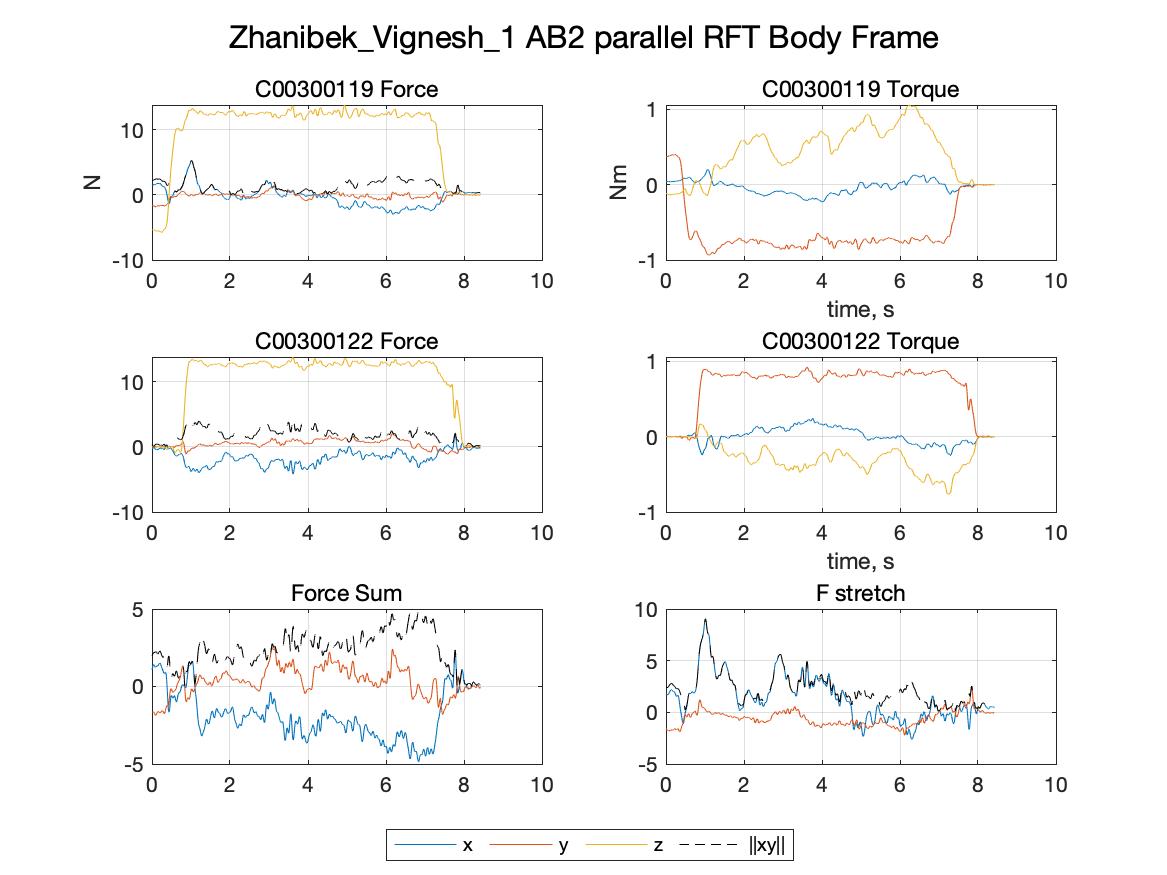 Zhanibek_Vignesh_1 AB2 parallel RFT Body Frame
C00300119 Force
N
10
0
-10
0 2 4 6 8 10
C00300119 Torque
Nm
1
0
-1
0 2 4 6 8 10
time, s
C00300122 Force
10
0
-10
0 2 4 6 8 10
C00300122 Torque
1
0
-1
0 2 4 6 8 10
time, s
Force Sum
5
0
-5
0 2 4 6 8 10
F stretch
10
5
0
-5
0 2 4 6 8 10
x y z ||xy||